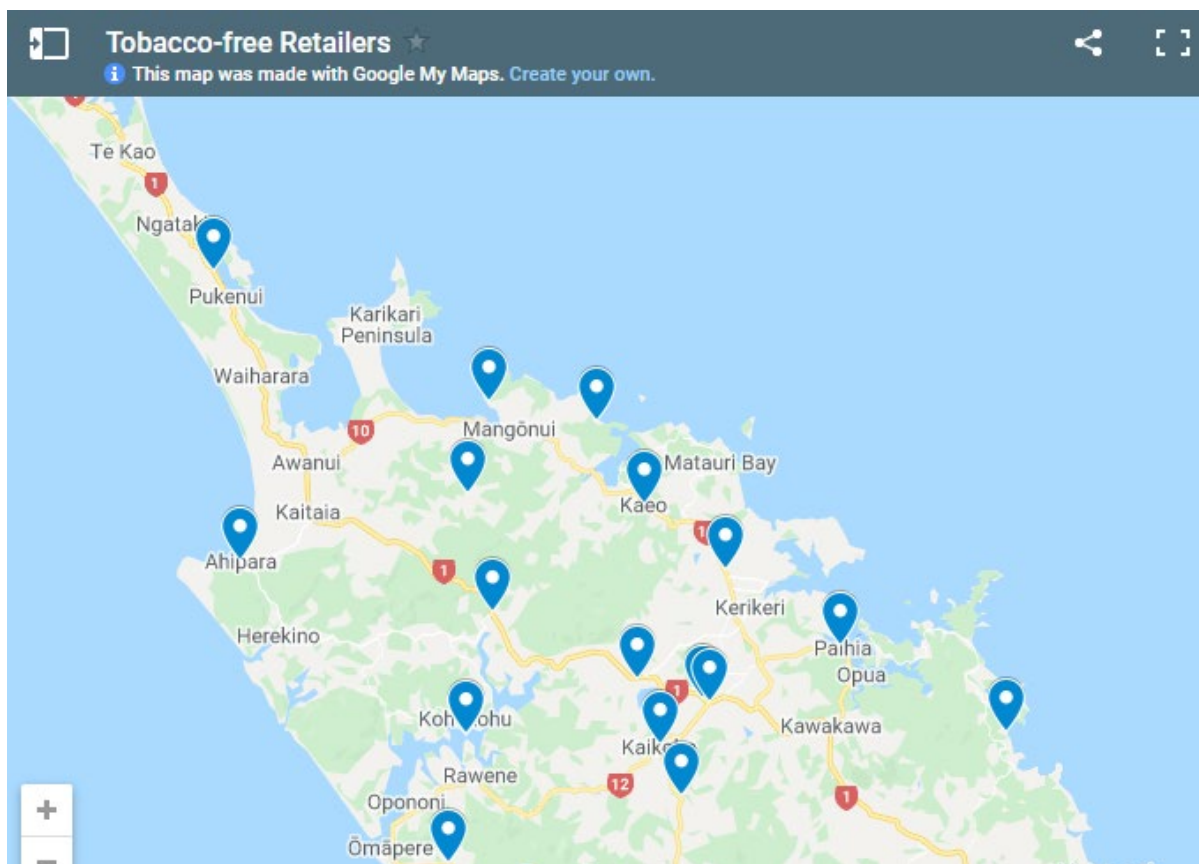 Tobacco-free Retailers
This map was made with Google My Maps. Create your own.
1
Te Kao
1
Ngataki
Pukenui
Karikari
Peninsula
Waiharara
10
Mangōnui
Awanui
Matauri Bay
Kaeo
Kaitaia
Ahipara
1
Kerikeri
Herekino
Paihia
Opua
1
Kawakawa
Rawene
12
1
Opononi
Ōmāpere